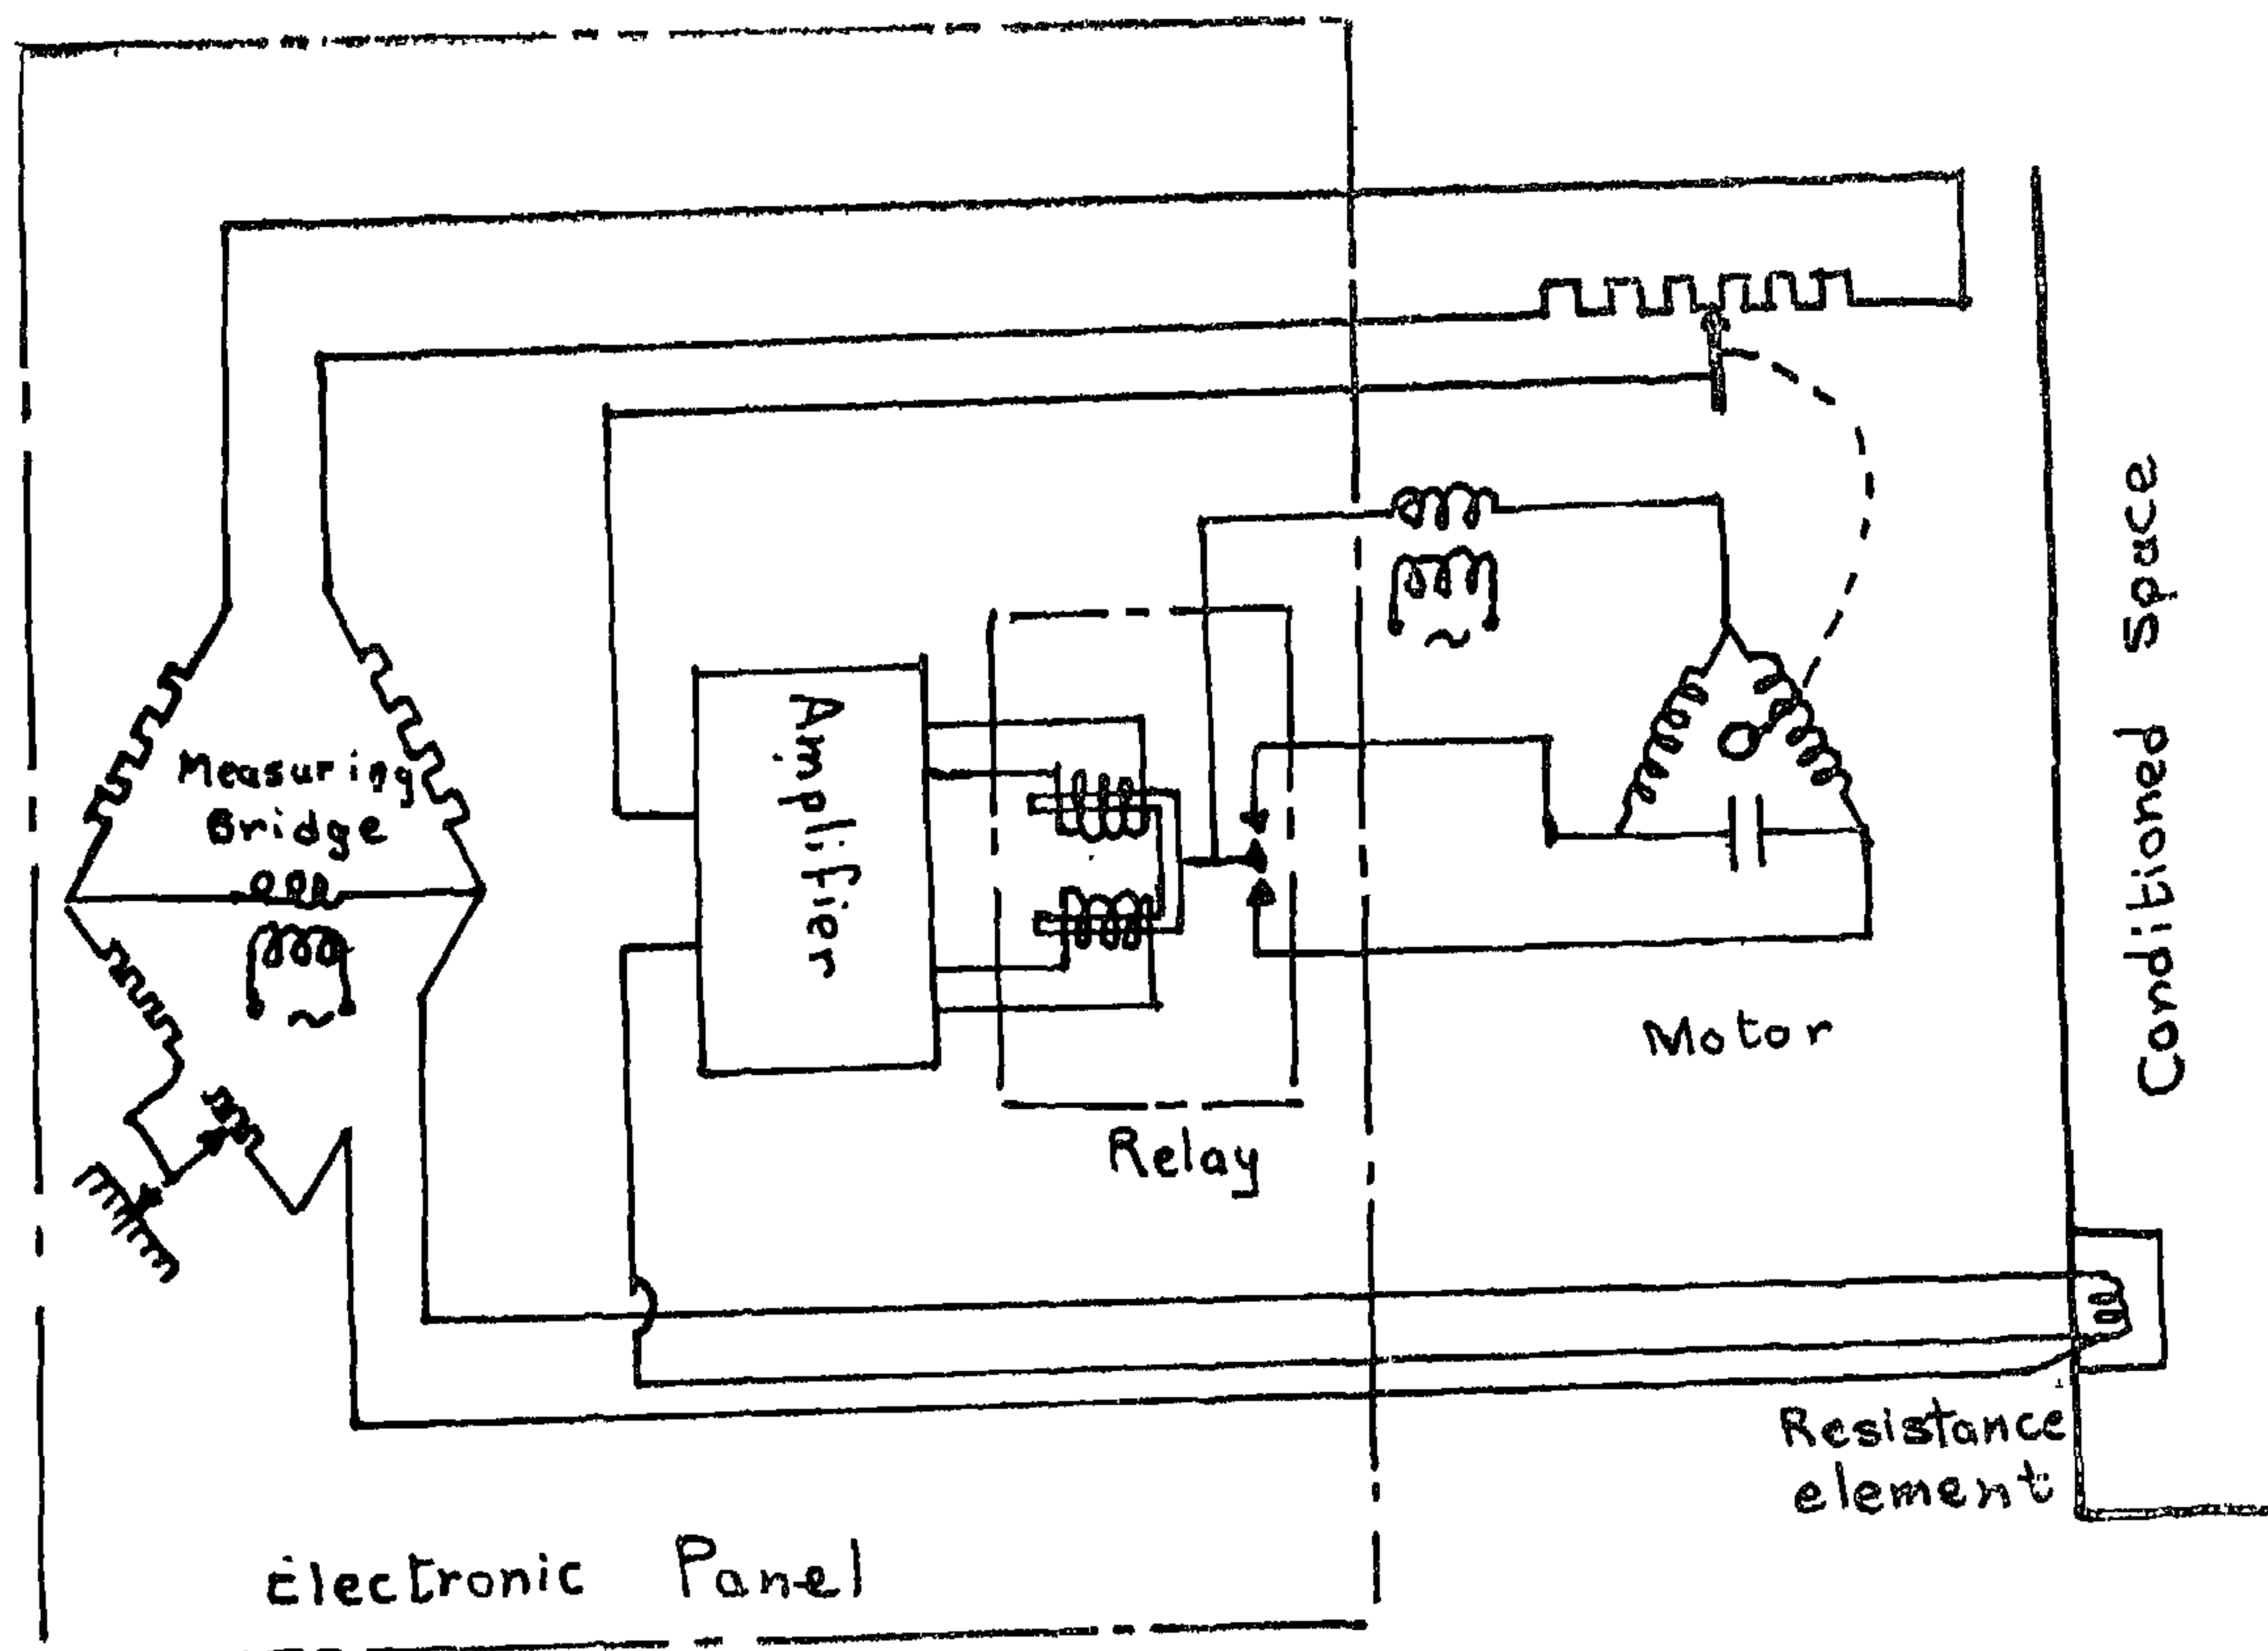 Measuring
Bridge
Amplifier
Relay
Motor
Conditioned Space
Resistance
element
Electronic Panel